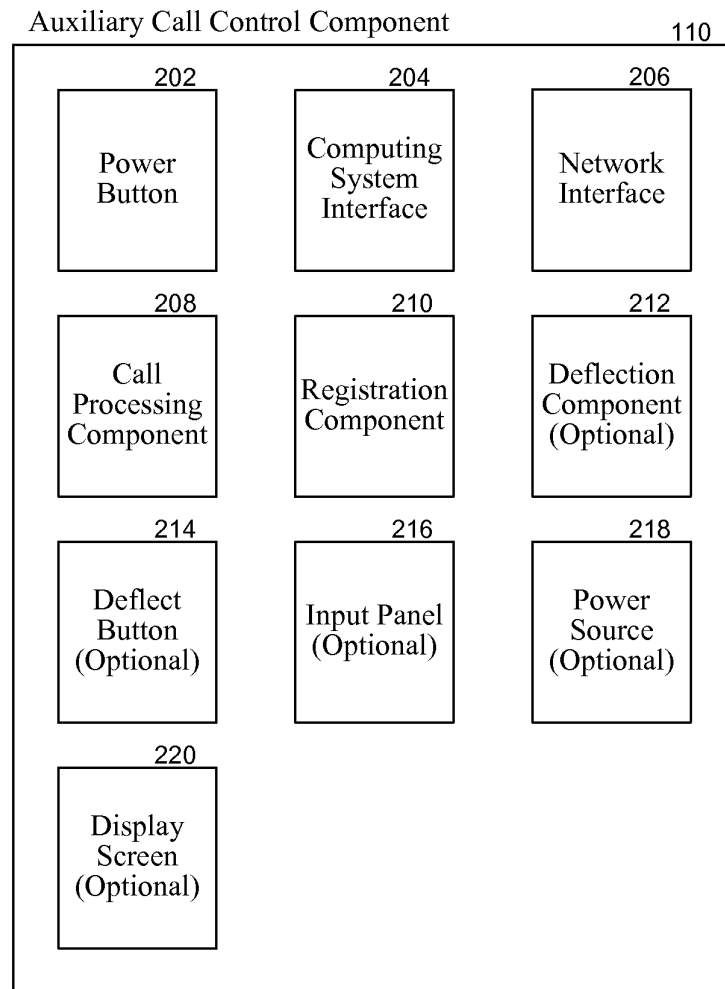 Auxiliary Call Control Component 110
202 204 206
Power
Button
Computing
System
Interface
Network
Interface
208 210 212
Call
Processing
Component
Registration
Component
Deflection
Component
(Optional)
214 216 218
Deflect
Button
(Optional)
Input Panel
(Optional)
Power
Source
(Optional)
220
Display
Screen
(Optional)